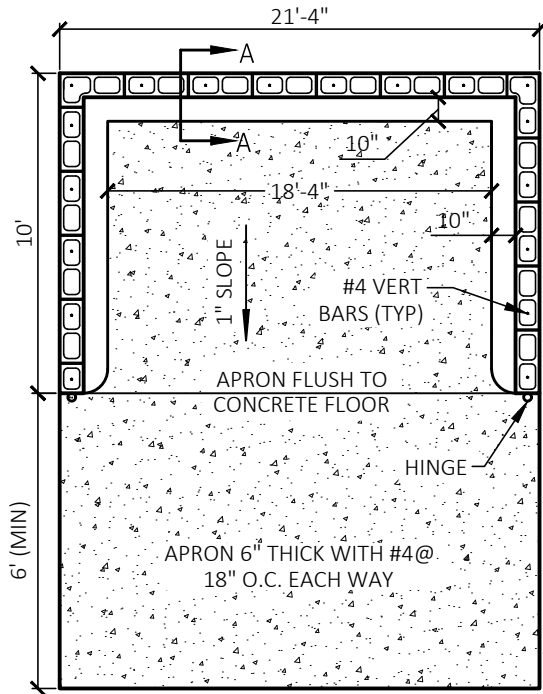 21'-4"
A
A
10"
18'-4"
10"
10'
1" SLOPE
#4 VERT
BARS (TYP)
APRON FLUSH TO
CONCRETE FLOOR
HINGE
6' (MIN)
APRON 6" THICK WITH #4@
18" O.C. EACH WAY